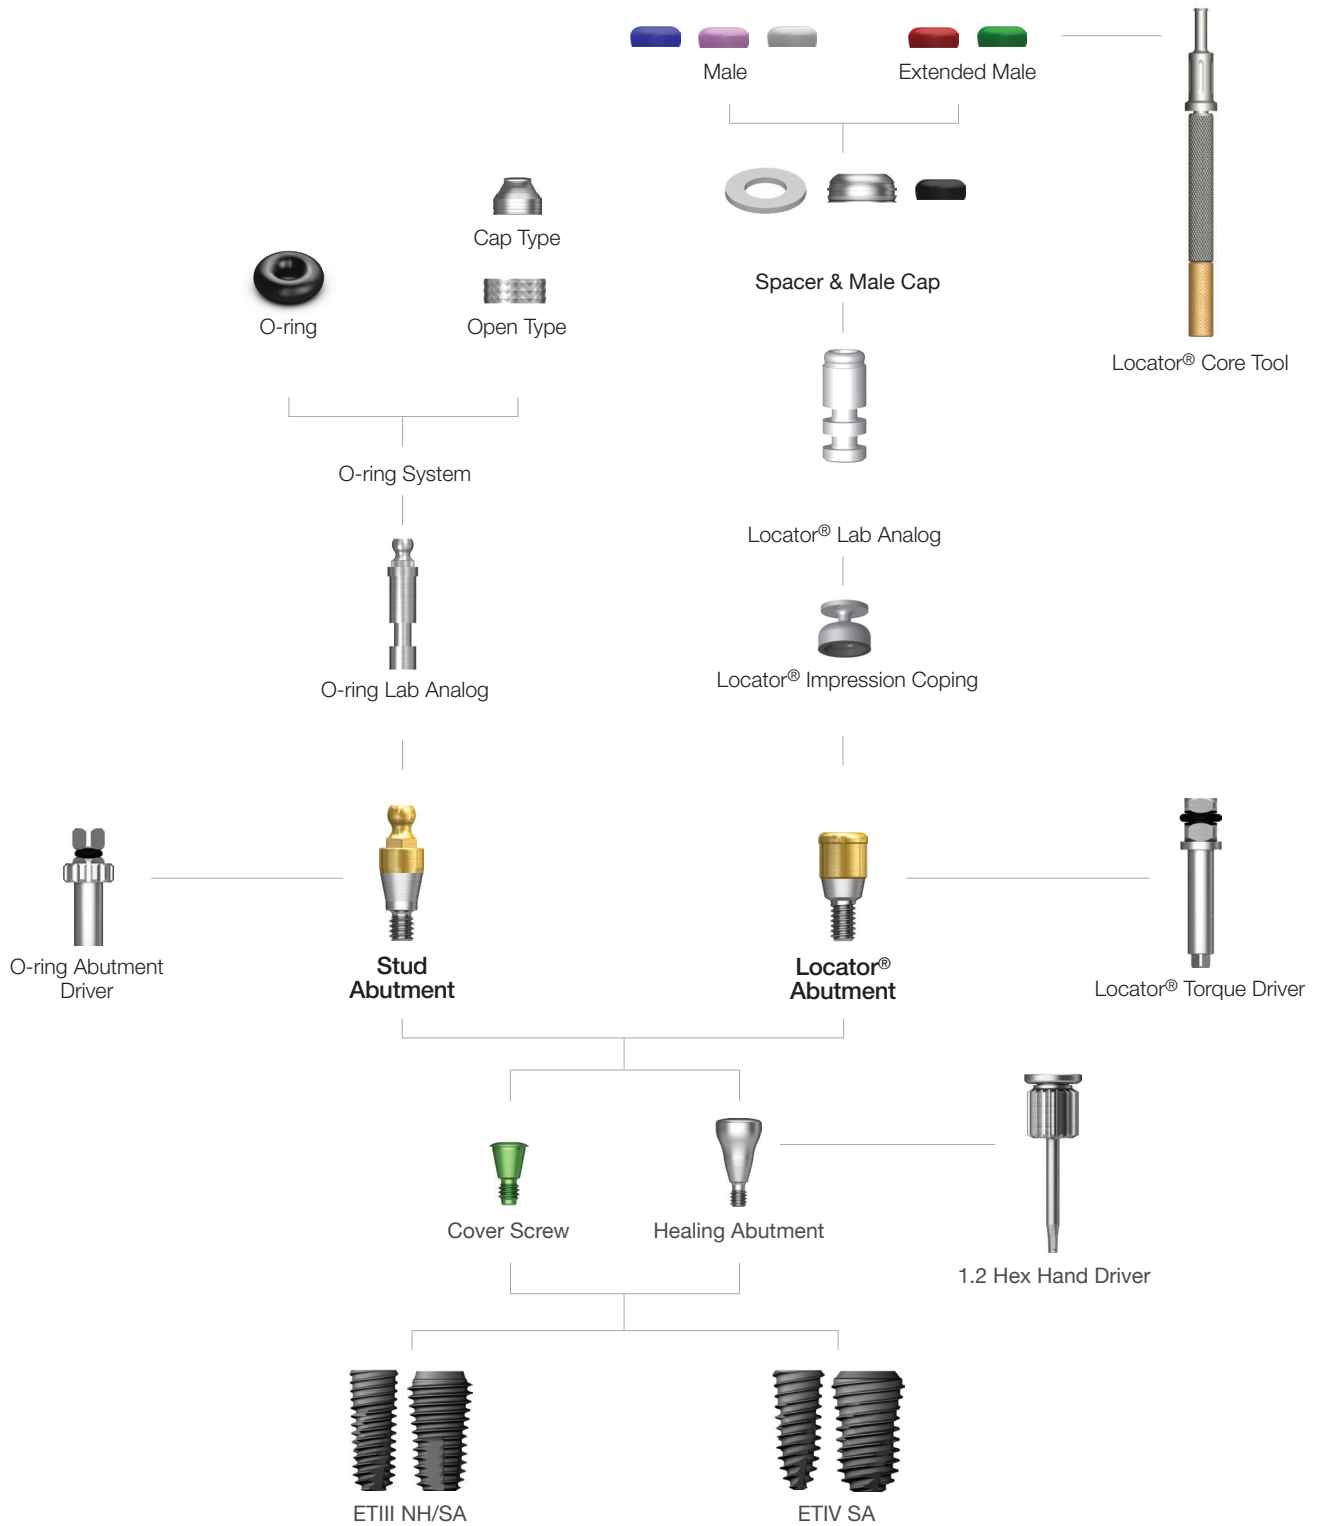 Male
Extended Male
Cap Type
Spacer & Male Cap
O-ring
Open Type
Locator® Core Tool
O-ring System
Locator® Lab Analog
Locator® Impression Coping
O-ring Lab Analog
O-ring Abutment
Driver
Stud
Abutment
Locator®
Abutment
Locator® Torque Driver
Cover Screw
Healing Abutment
1.2 Hex Hand Driver
ETIII NH/SA
ETIV SA